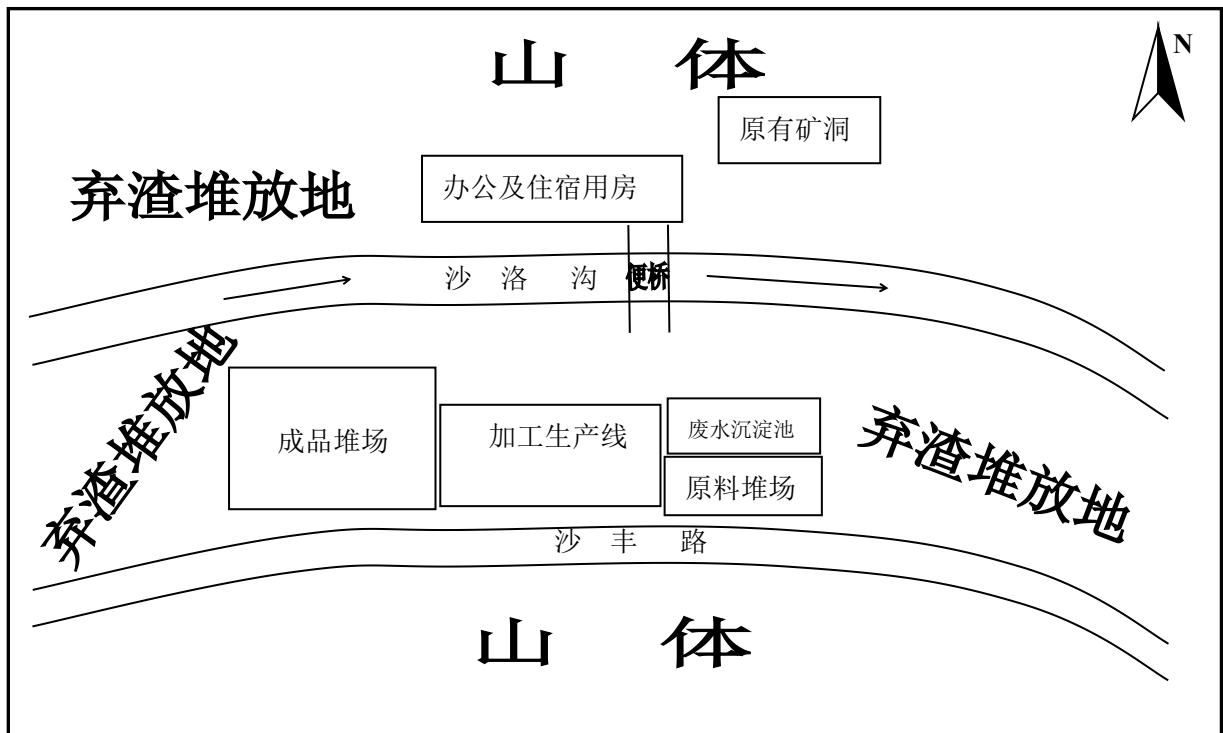 山 体
N
原有矿洞
办公及住宿用房
弃渣堆放地
沙 洛 沟
便桥
弃渣堆放地
成品堆场
加工生产线
废水沉淀池
原料堆场
弃渣堆放地
沙 丰 路
山 体